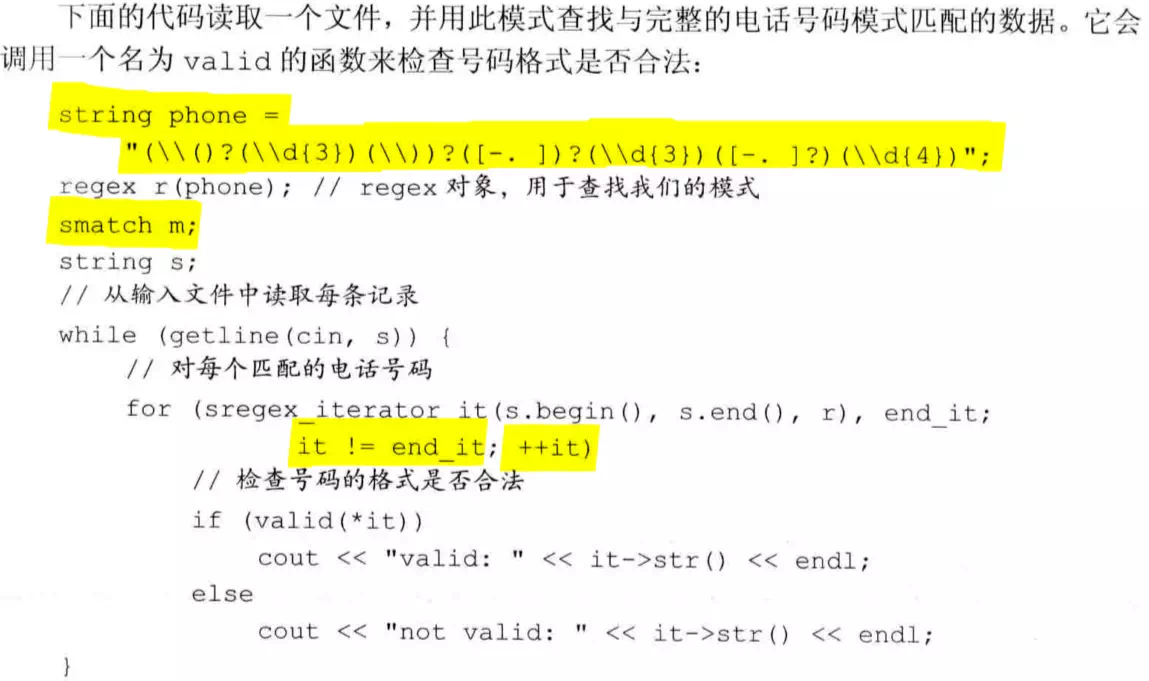 下面的代码读取一个文件，并用此模式查找与完整的电话号码模式匹配的数据。它会
调用一个名为 valid 的函数来检查号码格式是否合法：
string phone =
"(\\()?(\\d{3})(\\))?([-. ])?(\\d{3})([-. ]?)(\\d{4})";
regex r(phone); // regex 对象，用于查找我们的模式
smatch m;
string s;
// 从输入文件中读取每条记录
while (getline(cin, s)) {
// 对每个匹配的电话号码
for (sregex_iterator it(s.begin(), s.end(), r), end_it;
it != end_it; ++it)
// 检查号码的格式是否合法
if (valid(*it))
cout << "valid: " << it->str() << endl;
else
cout << "not valid: " << it->str() << endl;
}